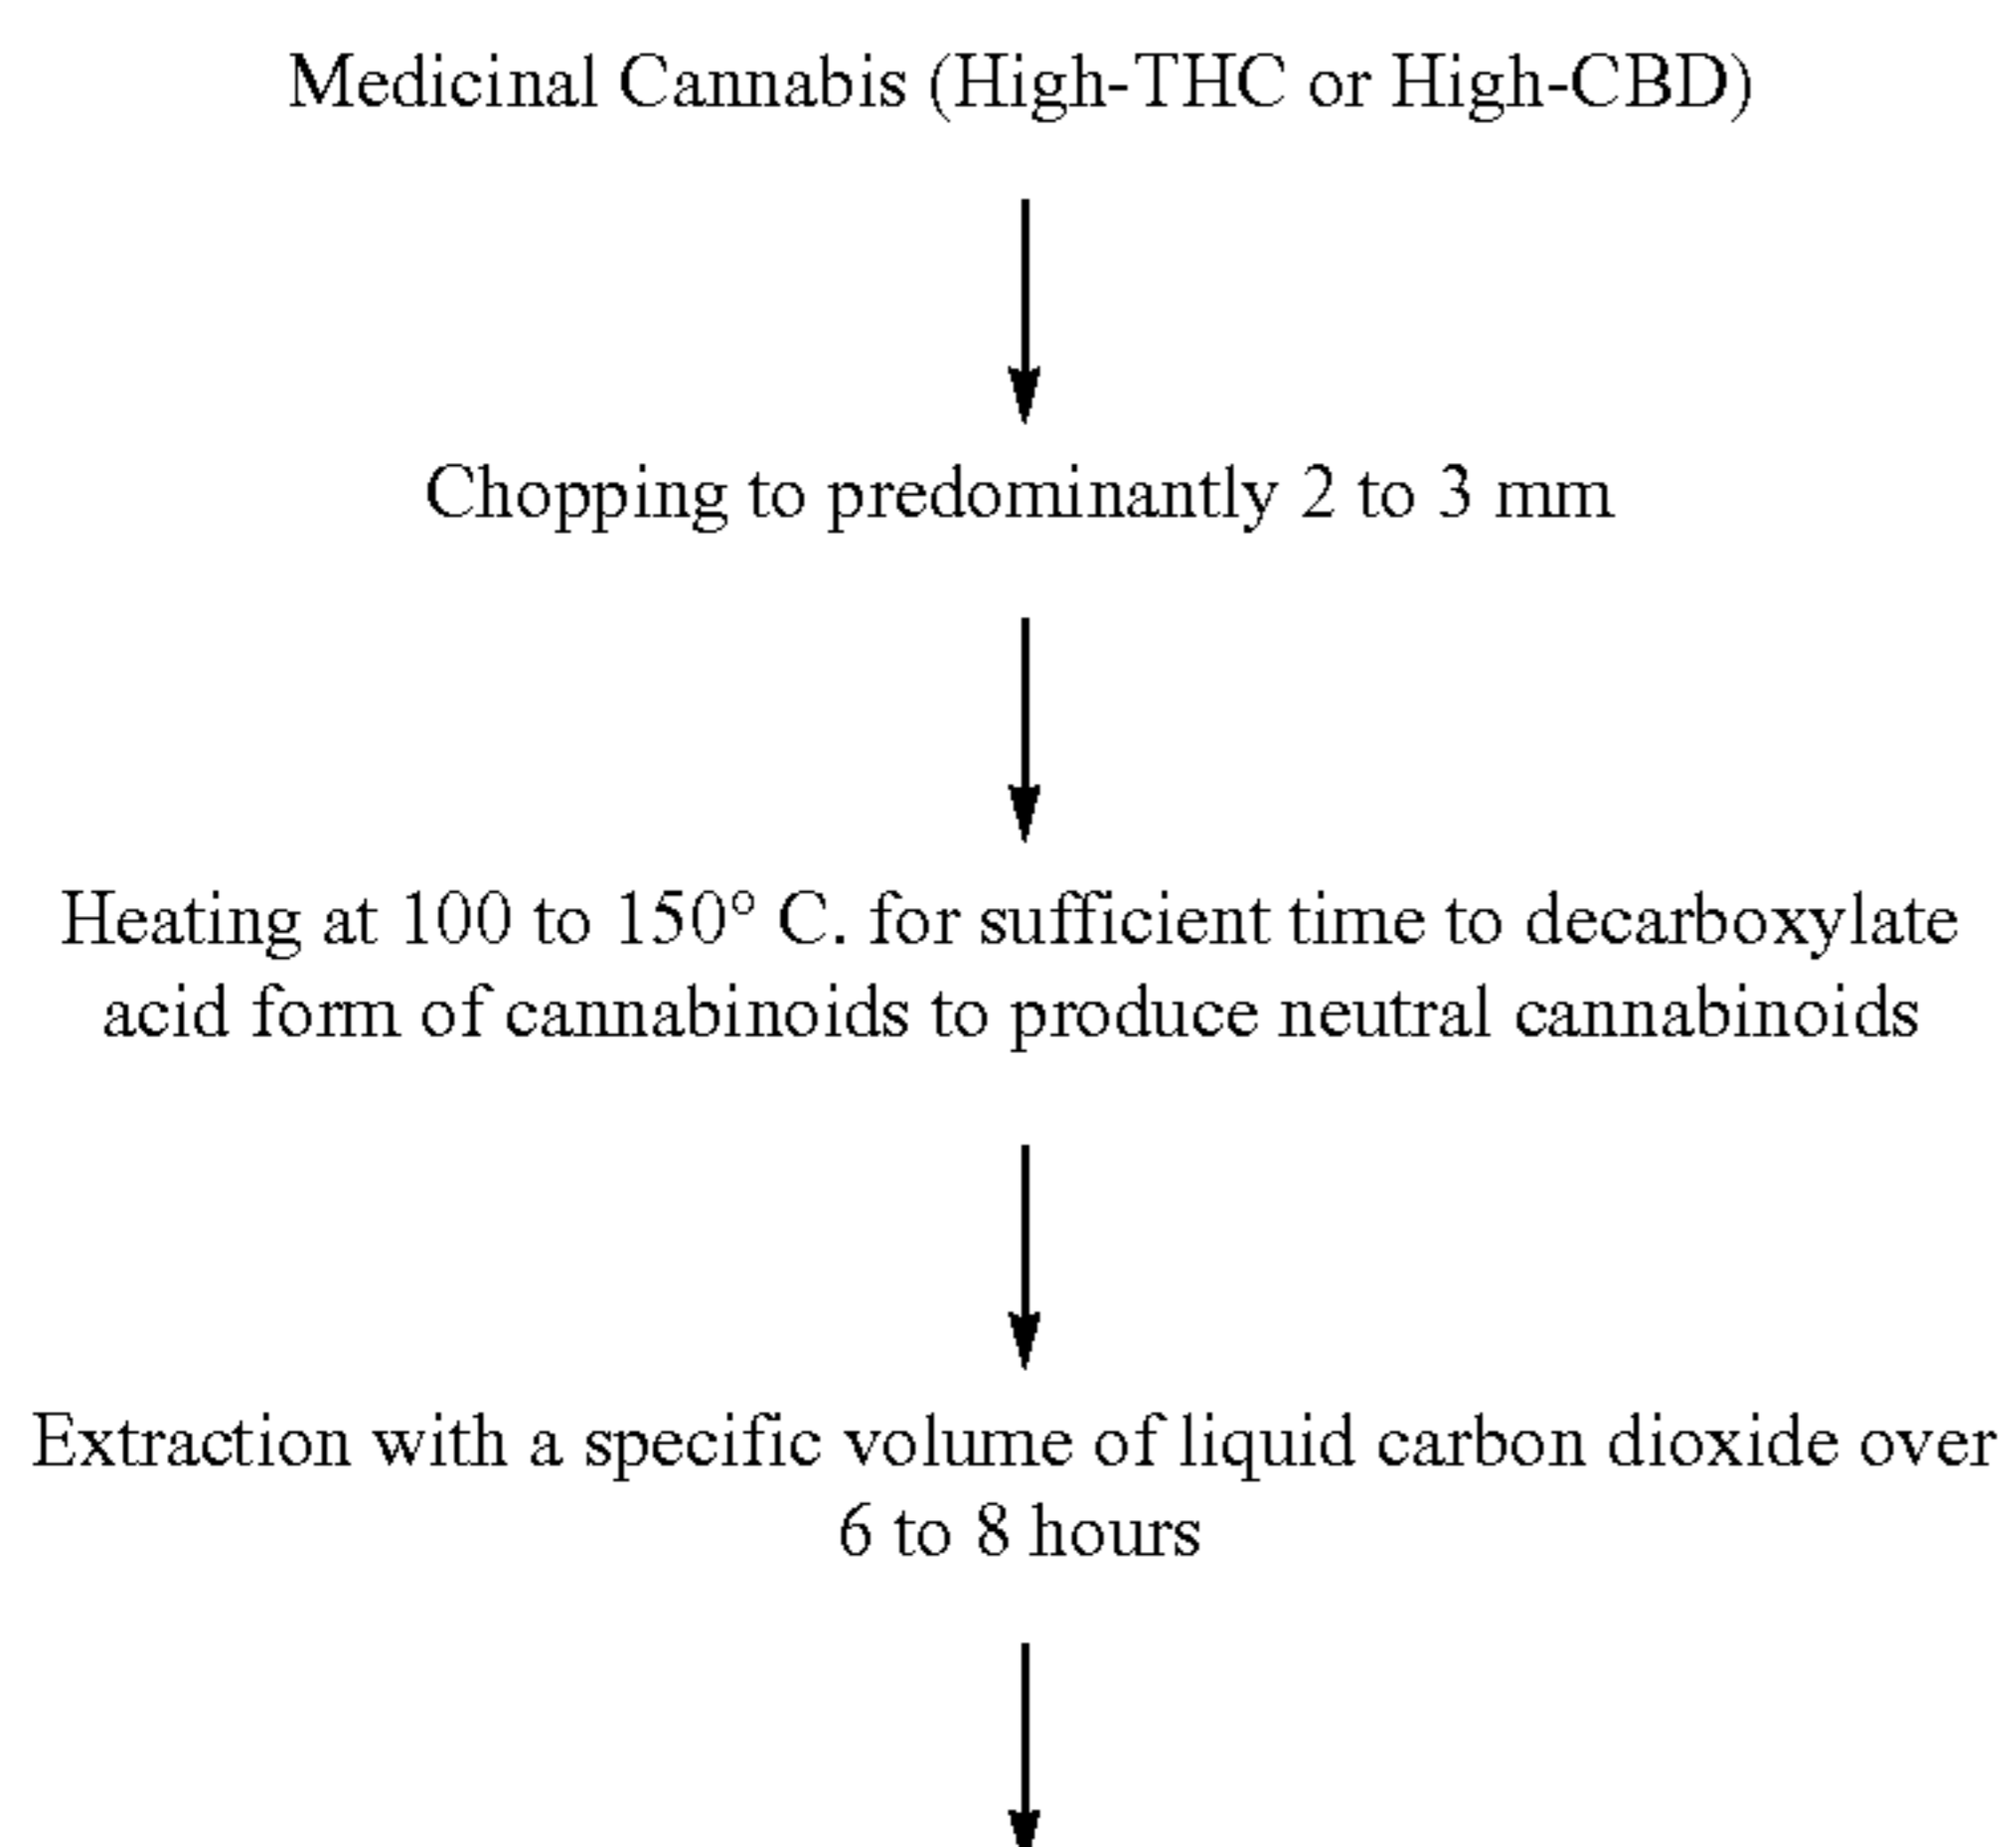 Medicinal Cannabis (High-THC or High-CBD)
Chopping to predominantly 2 to 3 mm
Heating at 100 to 150° C. for sufficient time to decarboxylate
acid form of cannabinoids to produce neutral cannabinoids
Extraction with a specific volume of liquid carbon dioxide over
6 to 8 hours